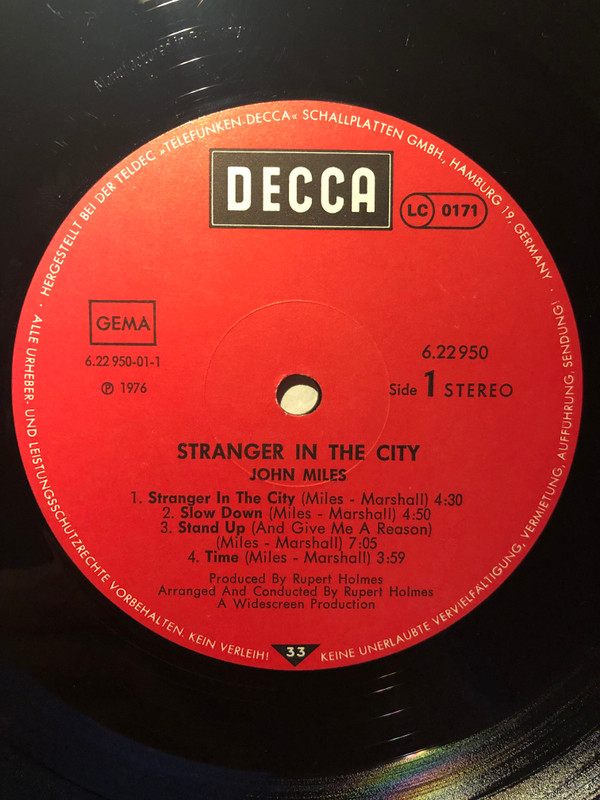 · HERGESTELLT BEI DER TELDEC »TELEFUNKEN-DECCA« SCHALLPLATTEN GMBH., HAMBURG 19, GERMANY ·
DECCA
LC 0171
GEMA
6.22 950-01-1
℗ 1976
6.22950
Side 1 STEREO
STRANGER IN THE CITY
JOHN MILES
1. Stranger In The City (Miles - Marshall) 4:30
2. Slow Down (Miles - Marshall) 4:50
3. Stand Up (And Give Me A Reason)
(Miles - Marshall) 7:05
4. Time (Miles - Marshall) 3:59
Produced By Rupert Holmes
Arranged And Conducted By Rupert Holmes
A Widescreen Production
ALLE URHEBER- UND LEISTUNGSSCHUTZRECHTE VORBEHALTEN. KEIN VERLEIH! KEINE UNERLAUBTE VERVIELFÄLTIGUNG, VERMIETUNG, AUFFÜHRUNG, SENDUNG!
33